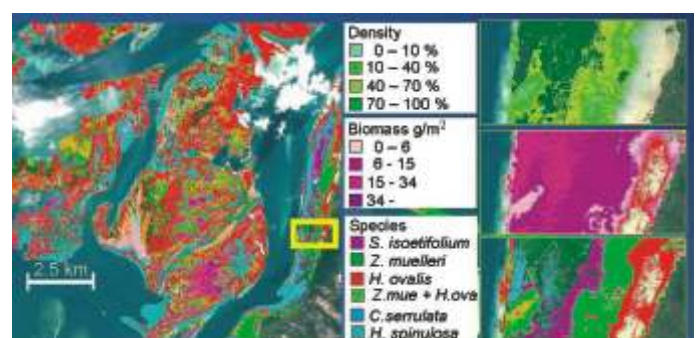 Density
0 – 10 %
10 – 40 %
40 – 70 %
70 – 100 %
Biomass g/m²
0 – 6
6 - 15
15 - 34
34 -
Species
S. isoetifolium
Z. muelleri
H. ovalis
Z.mue + H.ova
C.serrulata
H. spinulosa
2.5 km